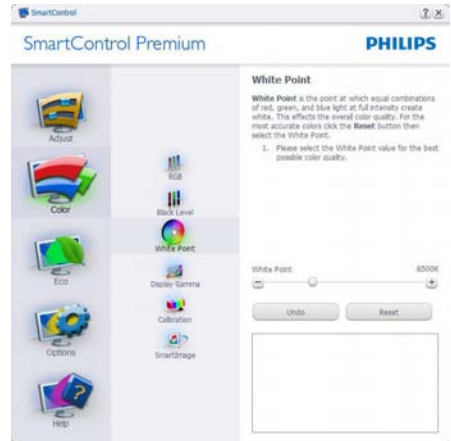 SmartControl
SmartControl Premium
PHILIPS
Adjust
Color
Eco
Options
Help
RGB
Black Level
White Point
Display Gamma
Calibration
SmartImage
White Point
White Point is the point at which equal combinations
of red, green, and blue light at full intensity create
white. This effects the overall color quality. For the
most accurate colors click the Reset button then
select the White Point.
1. Please select the White Point value for the best
possible color quality.
White Point 6500K
Undo Reset